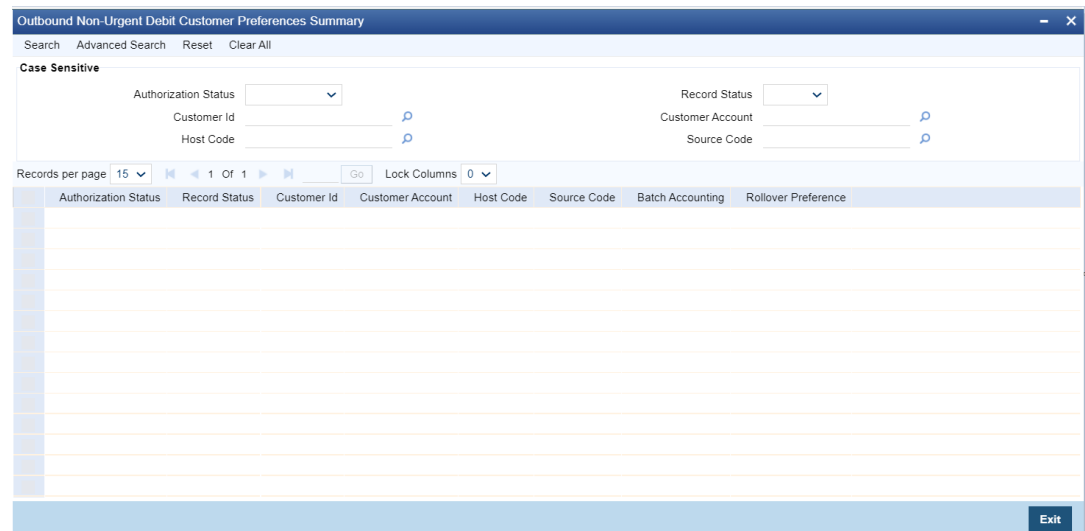 Outbound Non-Urgent Debit Customer Preferences Summary
Search Advanced Search Reset Clear All
Case Sensitive
Authorization Status Record Status
Customer Id Customer Account
Host Code Source Code
Records per page 15 1 Of 1 Go Lock Columns 0
Authorization Status Record Status Customer Id Customer Account Host Code Source Code Batch Accounting Rollover Preference
Exit